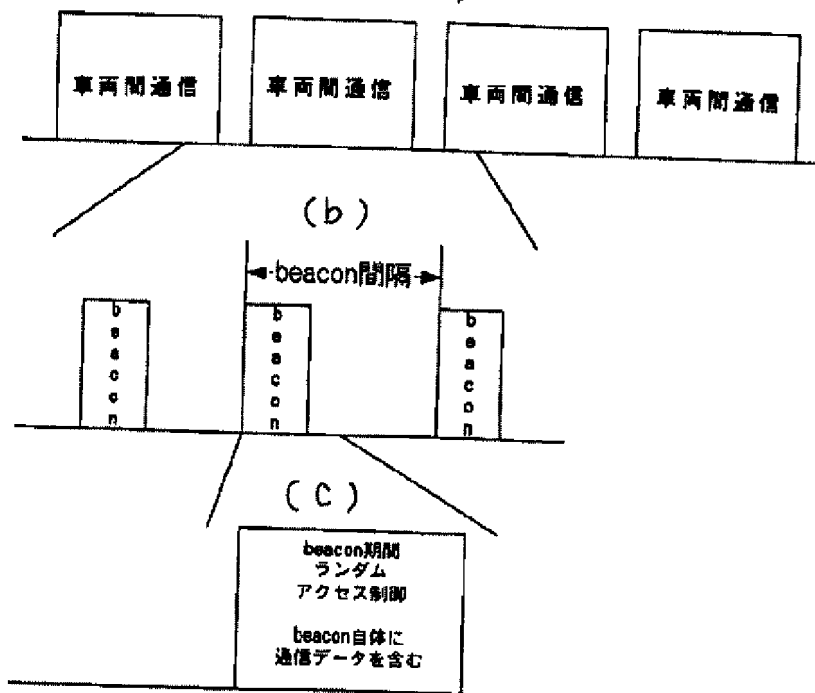 車両間通信 車両間通信 車両間通信 車両間通信
(b)
beacon間隔
beacon beacon beacon
(C)
beacon期間
ランダム
アクセス制御
beacon自体に
通信データを含む